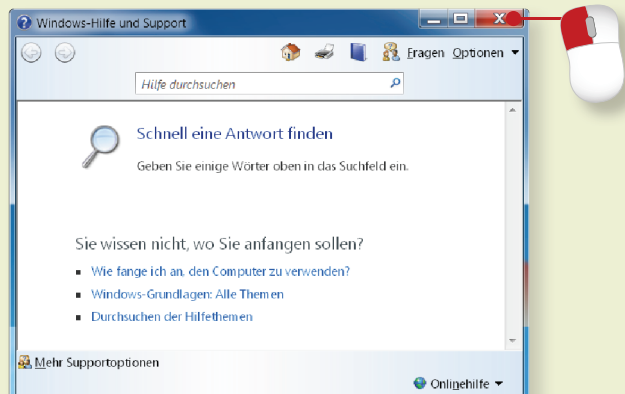 Windows-Hilfe und Support
Fragen Optionen
Hilfe durchsuchen
Schnell eine Antwort finden
Geben Sie einige Wörter oben in das Suchfeld ein.
Sie wissen nicht, wo Sie anfangen sollen?
Wie fange ich an, den Computer zu verwenden?
Windows-Grundlagen: Alle Themen
Durchsuchen der Hilfethemen
Mehr Supportoptionen
Onlinehilfe